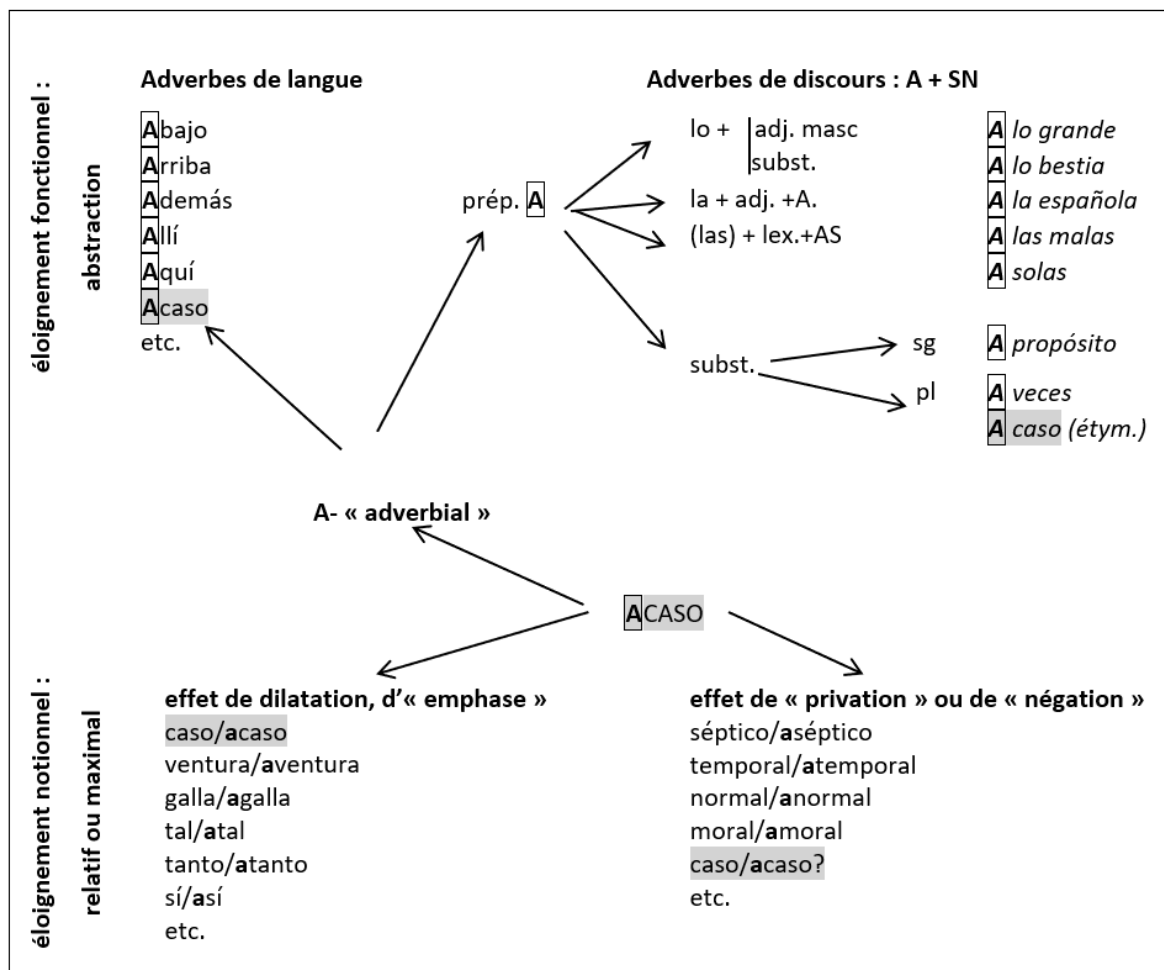 éloignement fonctionnel :
abstraction
Adverbes de langue
Abajo
Arriba
Además
Allí
Aquí
Acaso
etc.
prép. A
Adverbes de discours : A + SN
lo + adj. masc
subst.
la + adj. +A.
(las) + lex.+AS
A lo grande
A lo bestia
A la española
A las malas
A solas
subst.
sg
A propósito
pl
A veces
A caso (étym.)
A- « adverbial »
ACASO
éloignement notionnel :
relatif ou maximal
effet de dilatation, d’« emphase »
caso/acaso
ventura/aventura
galla/agalla
tal/atal
tanto/atanto
sí/así
etc.
effet de « privation » ou de « négation »
séptico/aséptico
temporal/atemporal
normal/anormal
moral/amoral
caso/acaso?
etc.